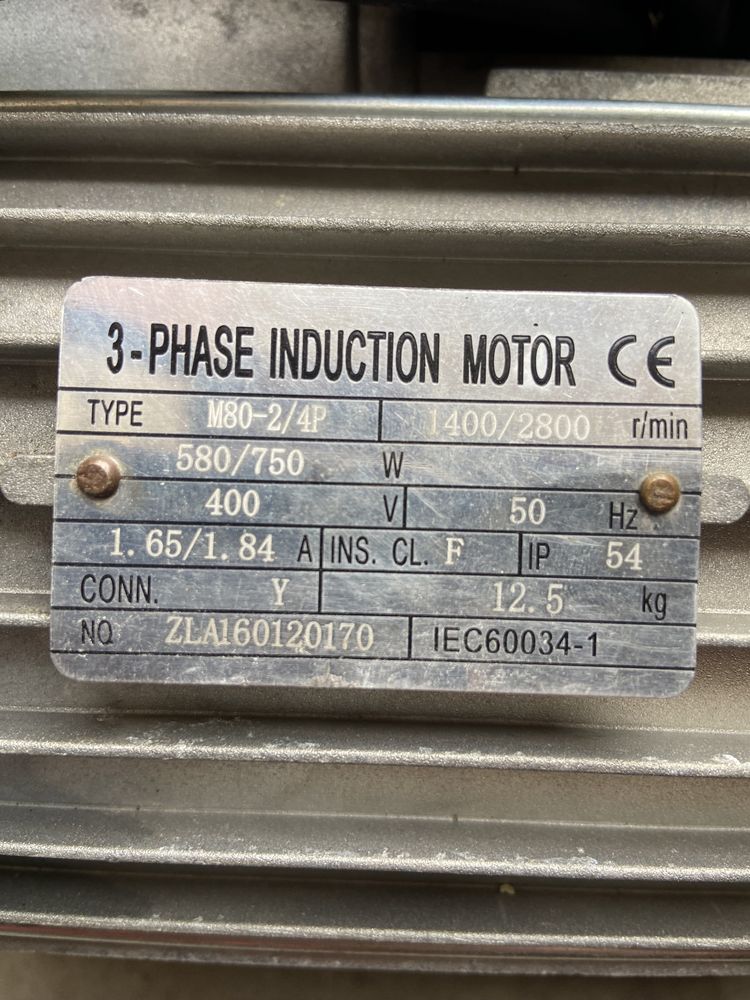 3-PHASE INDUCTION MOTOR CE
TYPE M80-2/4P 1400/2800 r/min
580/750 W
400 V 50 Hz
1.65/1.84 A INS. CL. F IP 54
CONN. Y 12.5 kg
NO ZLA160120170 IEC60034-1